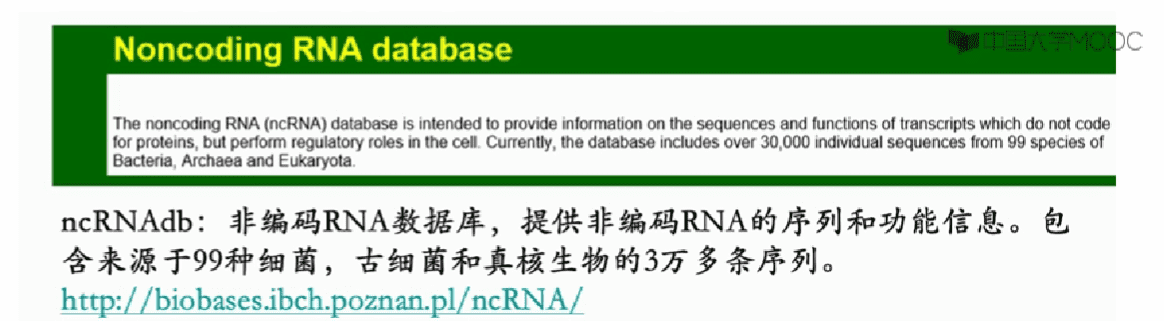 Noncoding RNA database
中国大学MOOC
The noncoding RNA (ncRNA) database is intended to provide information on the sequences and functions of transcripts which do not code
for proteins, but perform regulatory roles in the cell. Currently, the database includes over 30,000 individual sequences from 99 species of
Bacteria, Archaea and Eukaryota.
ncRNAdb：非编码RNA数据库，提供非编码RNA的序列和功能信息。包
含来源于99种细菌，古细菌和真核生物的3万多条序列。
http://biobases.ibch.poznan.pl/ncRNA/